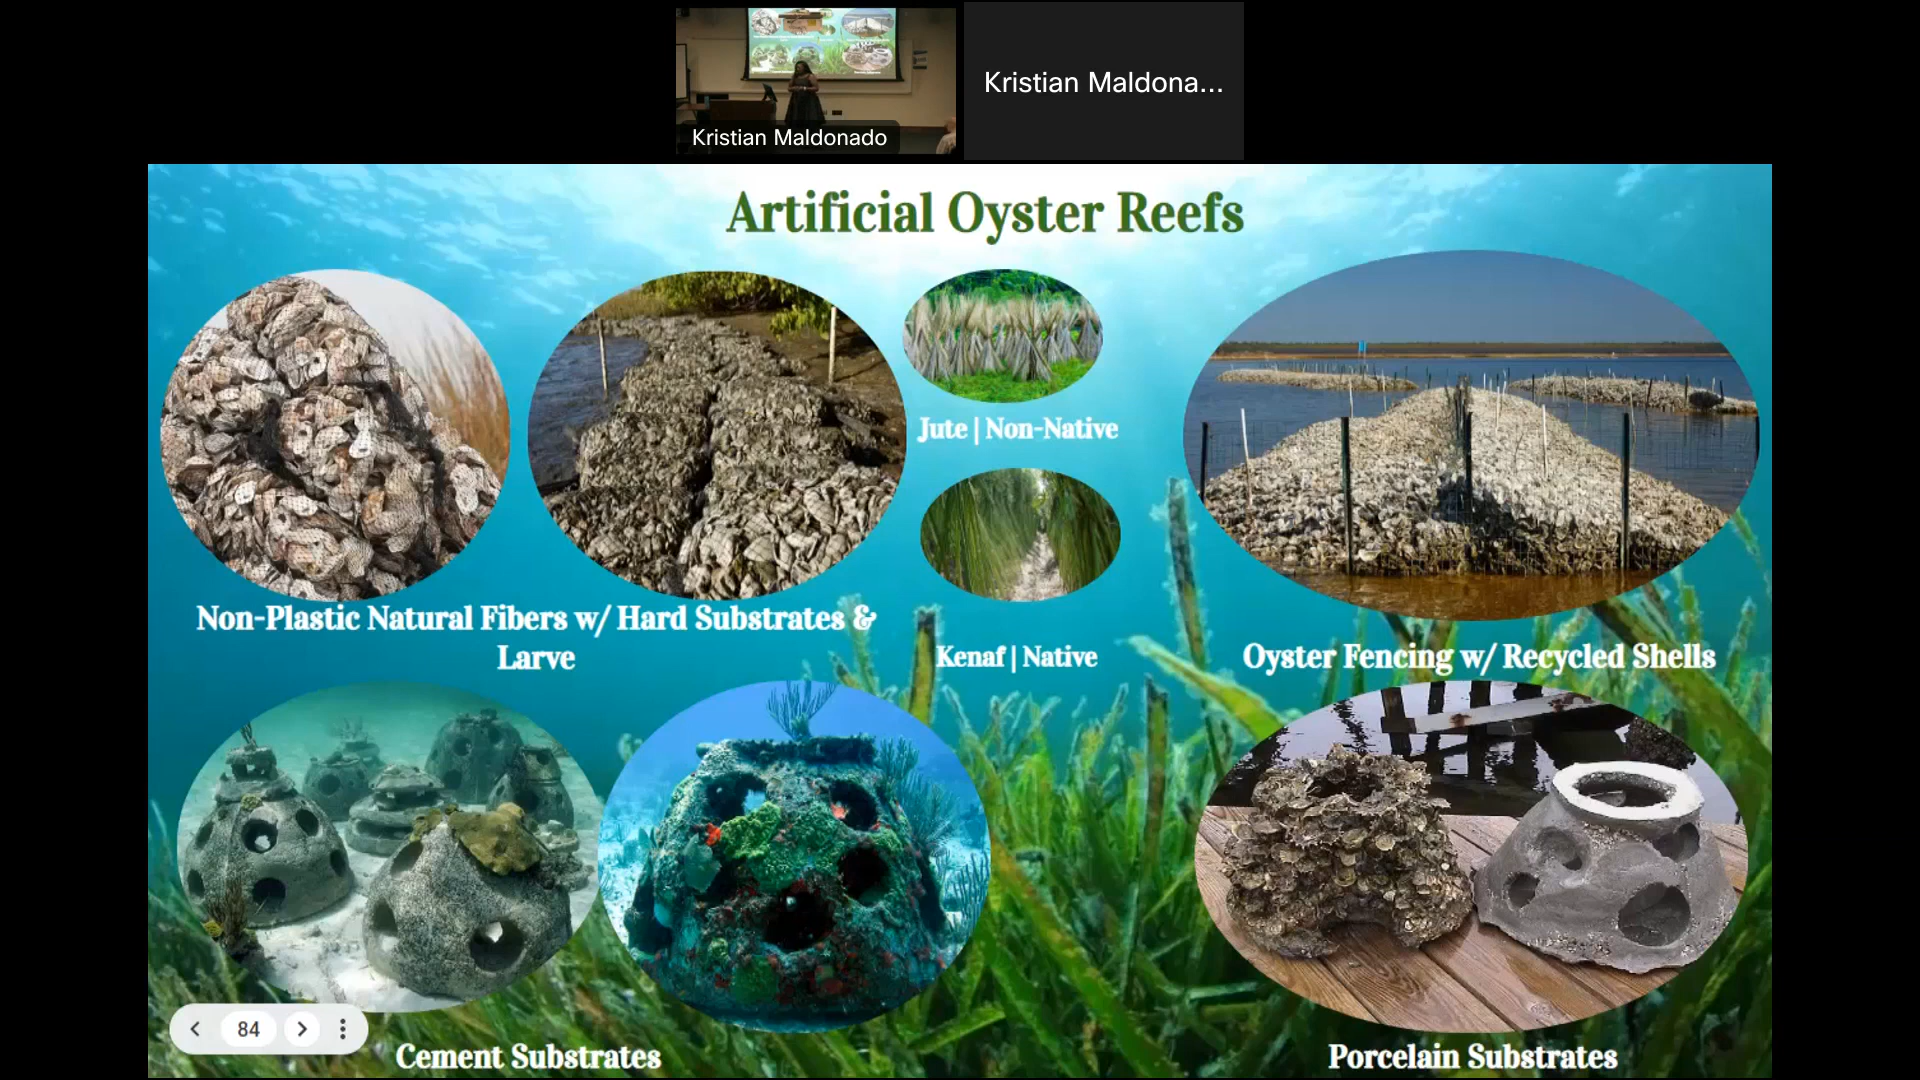 Kristian Maldonado
Kristian Maldona...
Artificial Oyster Reefs
Jute | Non-Native
Non-Plastic Natural Fibers w/ Hard Substrates &
Larve
Kenaf | Native
Oyster Fencing w/ Recycled Shells
84
Cement Substrates
Porcelain Substrates